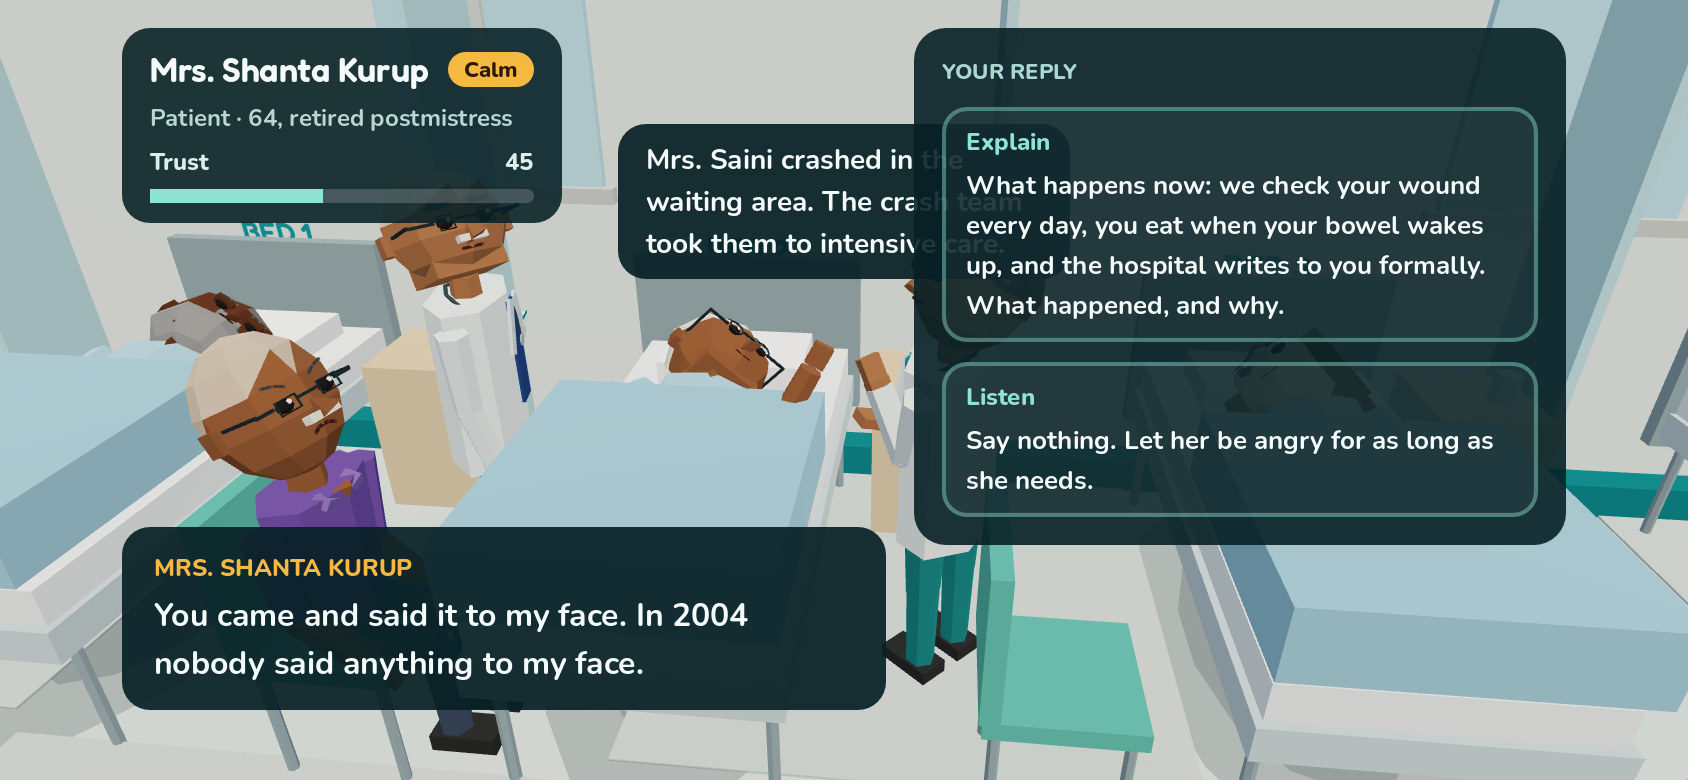 Mrs. Shanta Kurup
Calm
Patient · 64, retired postmistress
Trust
45
BED 1
Mrs. Saini crashed in the
waiting area. The crash team
took them to intensive care.
YOUR REPLY
Explain
What happens now: we check your wound
every day, you eat when your bowel wakes
up, and the hospital writes to you formally.
What happened, and why.
Listen
Say nothing. Let her be angry for as long as
she needs.
MRS. SHANTA KURUP
You came and said it to my face. In 2004
nobody said anything to my face.